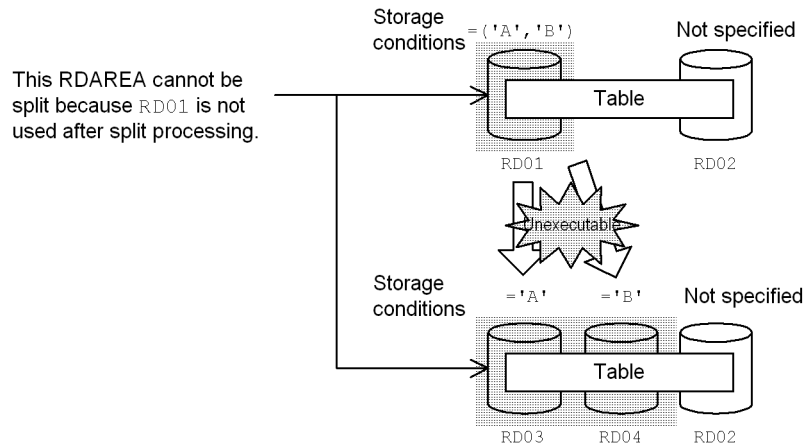 Storage
conditions
=('A','B')
Not specified
This RDAREA cannot be
split because RD01 is not
used after split processing.
Table
RD01
RD02
Unexecutable
Storage
conditions
='A'
='B'
Not specified
Table
RD03
RD04
RD02